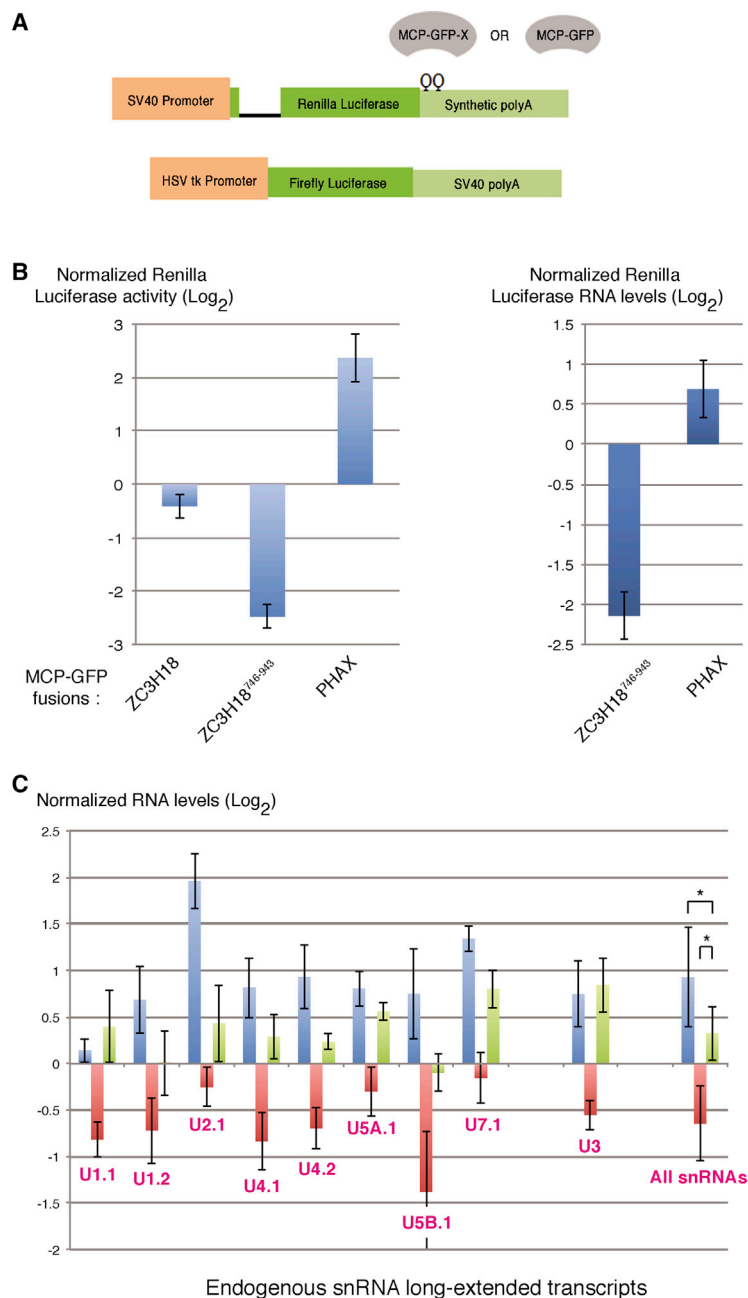 A
MCP-GFP-X OR MCP-GFP
SV40 Promoter Renilla Luciferase Synthetic polyA
HSV tk Promoter Firefly Luciferase SV40 polyA
B
Normalized Renilla
Luciferase activity (Log2)
3
2
1
0
-1
-2
-3
MCP-GFP
fusions :
ZC3H18
ZC3H18746-943
PHAX
Normalized Renilla
Luciferase RNA levels (Log2)
1.5
1
0.5
0
-0.5
-1
-1.5
-2
-2.5
ZC3H18746-943
PHAX
C
Normalized RNA levels (Log2)
2.5
2
1.5
1
0.5
0
-0.5
-1
-1.5
-2
U1.1
U1.2
U2.1
U4.1
U4.2
U5A.1
U5B.1
U7.1
U3
*
*
All snRNAs
Endogenous snRNA long-extended transcripts